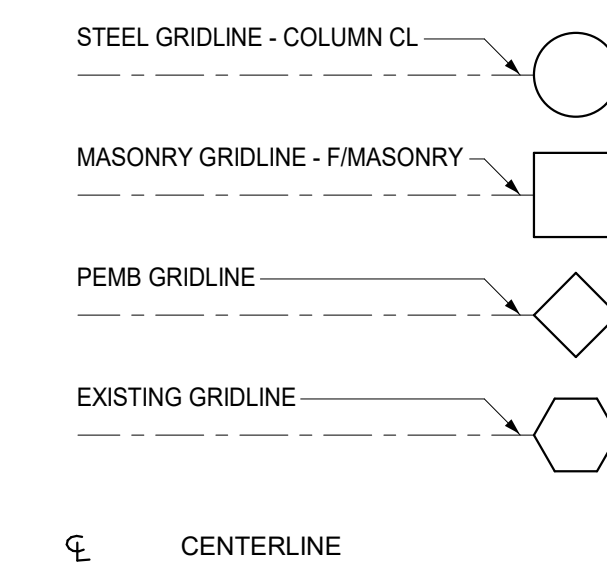 STEEL GRIDLINE - COLUMN CL
MASONRY GRIDLINE - F/MASONRY
PEMB GRIDLINE
EXISTING GRIDLINE
℄ CENTERLINE